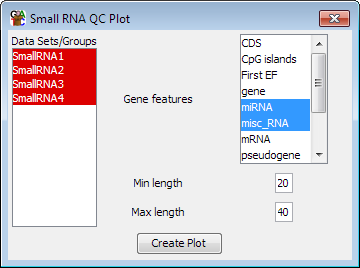 Small RNA QC Plot
Data Sets/Groups
SmallRNA1
SmallRNA2
SmallRNA3
SmallRNA4
Gene features
CDS
CpG islands
First EF
gene
miRNA
misc_RNA
mRNA
pseudogene
Min length 20
Max length 40
Create Plot